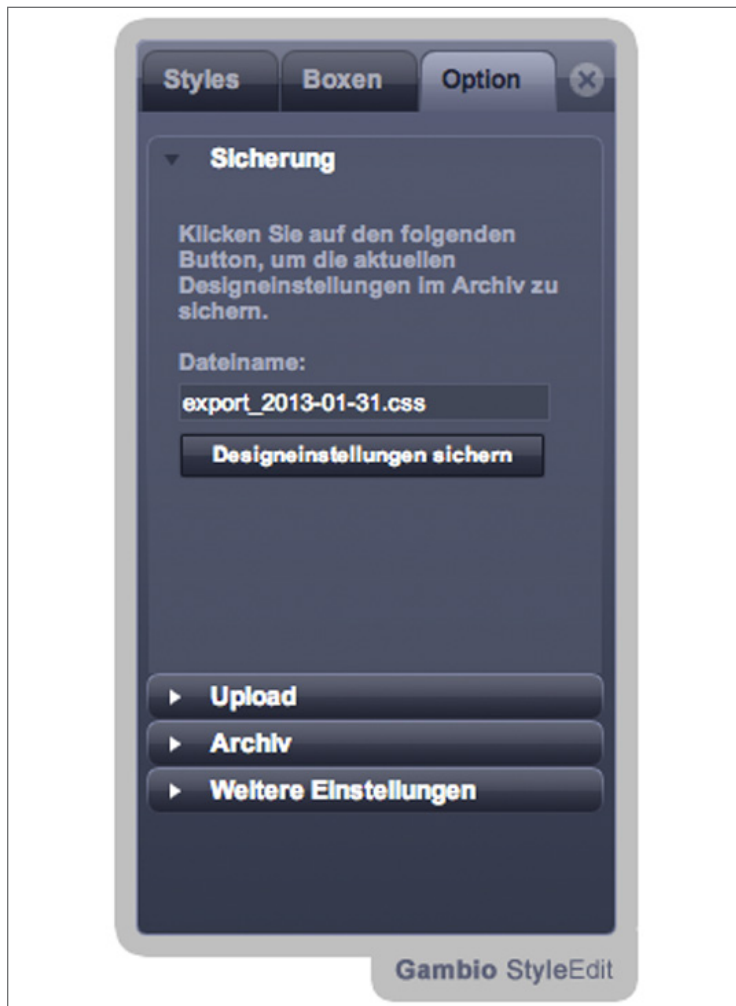 Styles Boxen Option
Sicherung
Klicken Sie auf den folgenden
Button, um die aktuellen
Designeinstellungen im Archiv zu
sichern.
Dateiname:
export_2013-01-31.css
Designeinstellungen sichern
Upload
Archiv
Weitere Einstellungen
Gambio StyleEdit